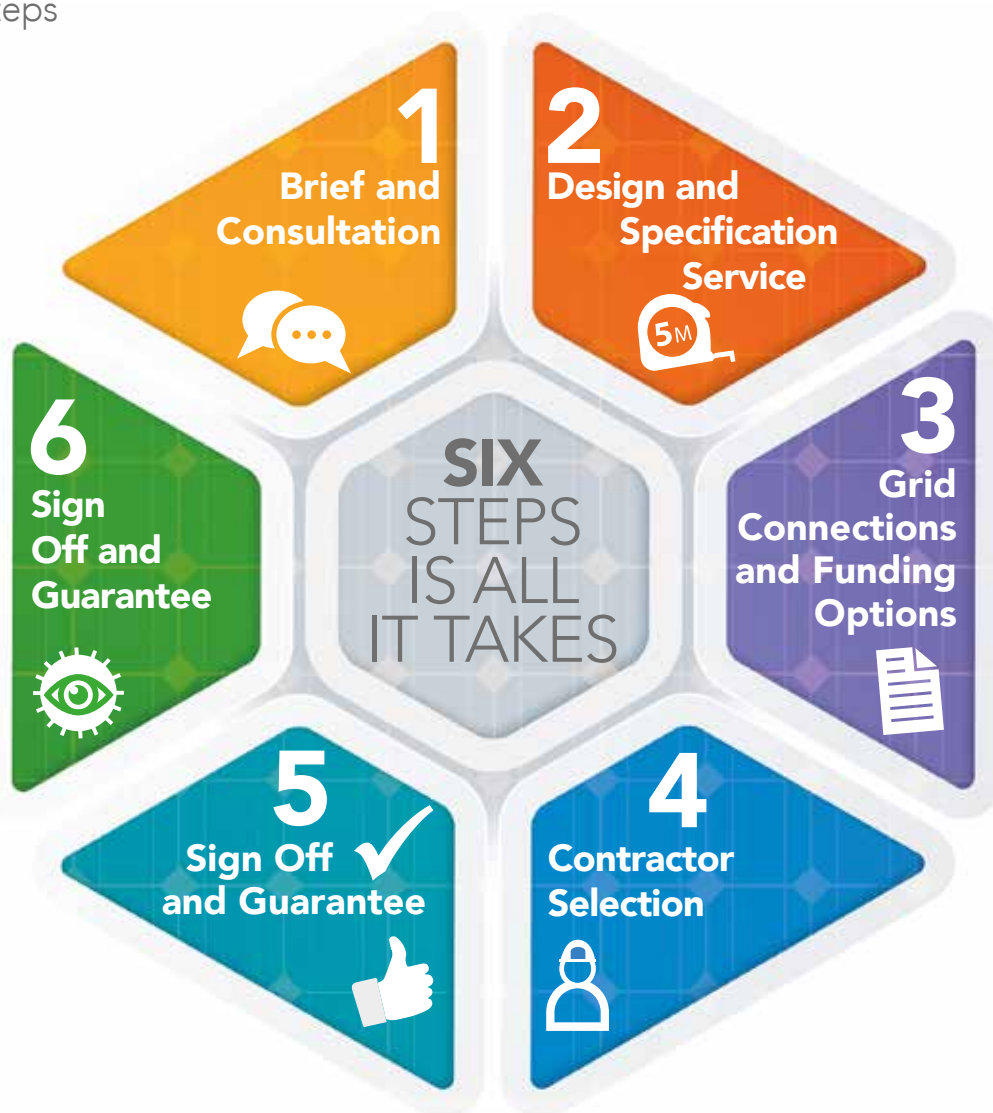 teps
1
Brief and
Consultation
2
Design and
Specification
Service
5M
3
Grid
Connections
and Funding
Options
4
Contractor
Selection
5
Sign Off
and Guarantee
6
Sign
Off and
Guarantee
SIX
STEPS
IS ALL
IT TAKES